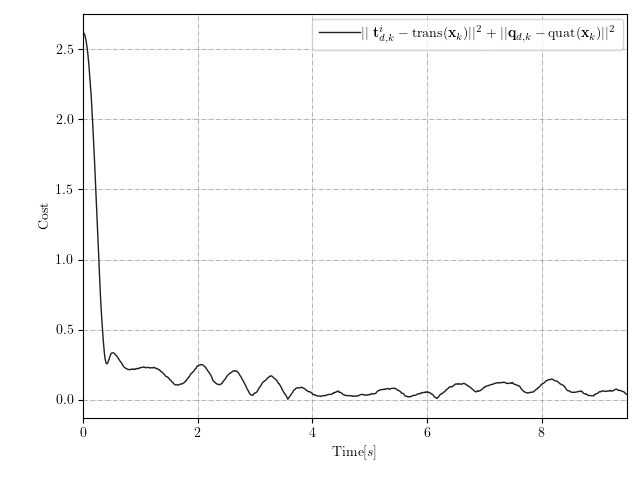 || t^i_{d,k} − trans(x_k)||^2 + ||q_{d,k} − quat(x_k)||^2
2.5
2.0
1.5
1.0
0.5
0.0
Cost
0 2 4 6 8
Time[s]